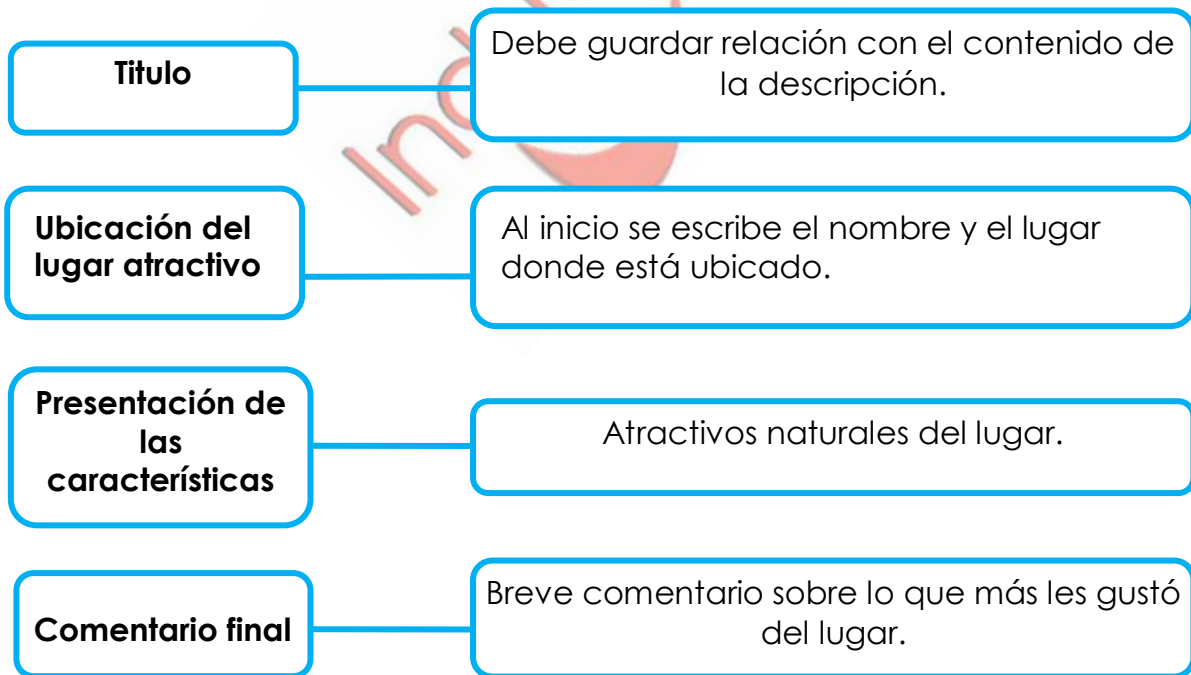 Titulo
Debe guardar relación con el contenido de
la descripción.
Ubicación del
lugar atractivo
Al inicio se escribe el nombre y el lugar
donde está ubicado.
Presentación de
las
características
Atractivos naturales del lugar.
Comentario final
Breve comentario sobre lo que más les gustó
del lugar.